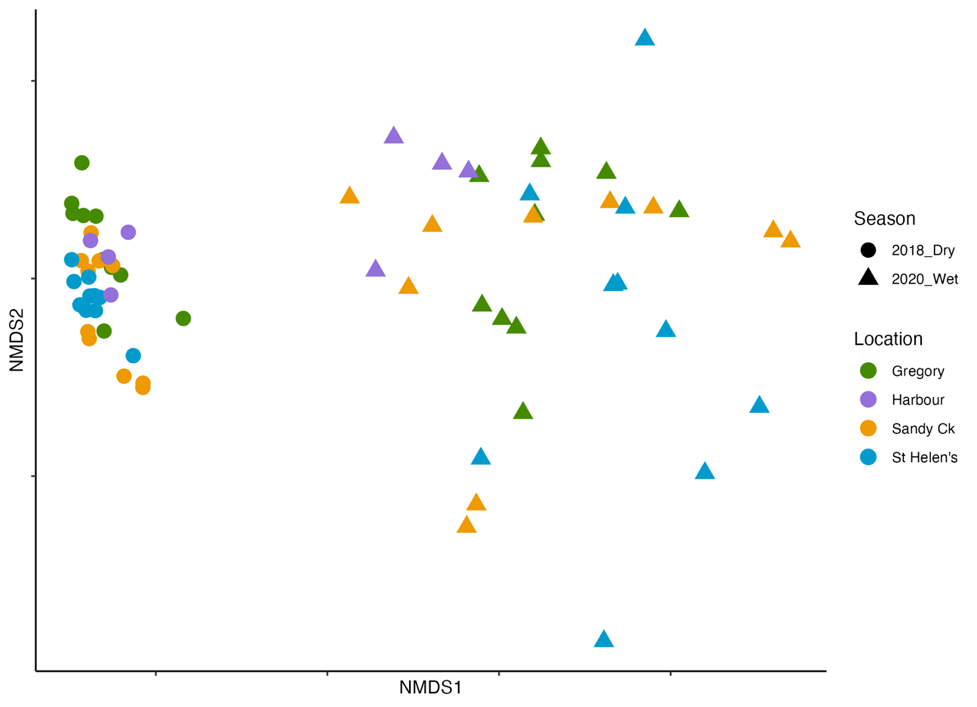 NMDS2
NMDS1
Season
2018_Dry
2020_Wet
Location
Gregory
Harbour
Sandy Ck
St Helen's